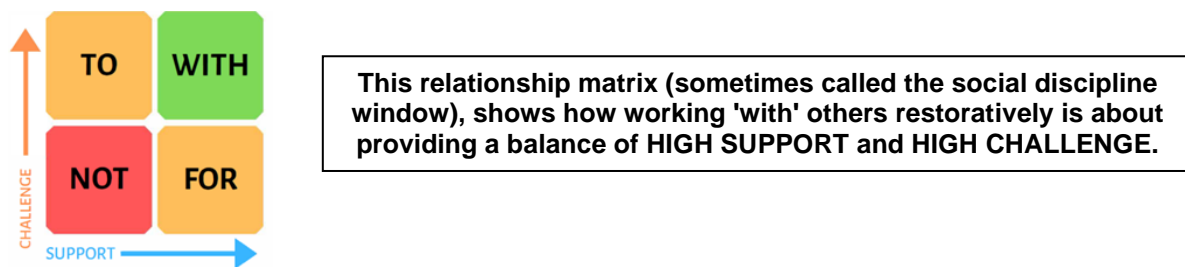 TO WITH
NOT FOR
CHALLENGE
SUPPORT
This relationship matrix (sometimes called the social discipline
window), shows how working 'with' others restoratively is about
providing a balance of HIGH SUPPORT and HIGH CHALLENGE.